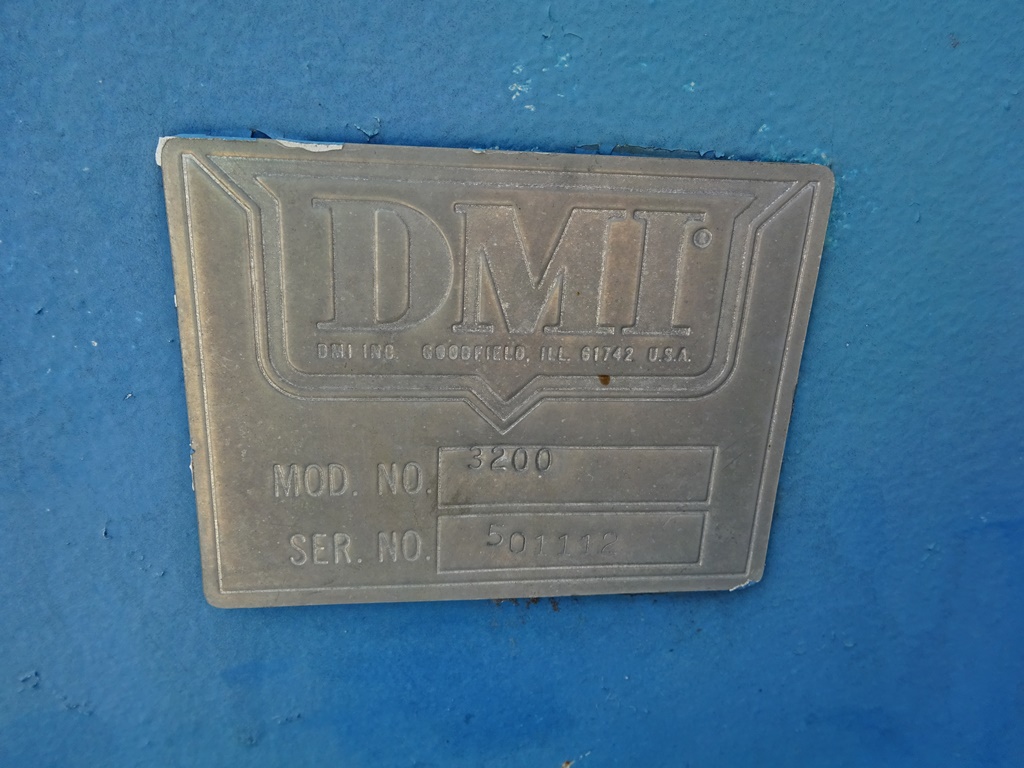 DMI®
DMI INC. GOODFIELD, ILL. 61742 U.S.A.
MOD. NO. 3200
SER. NO. 501112